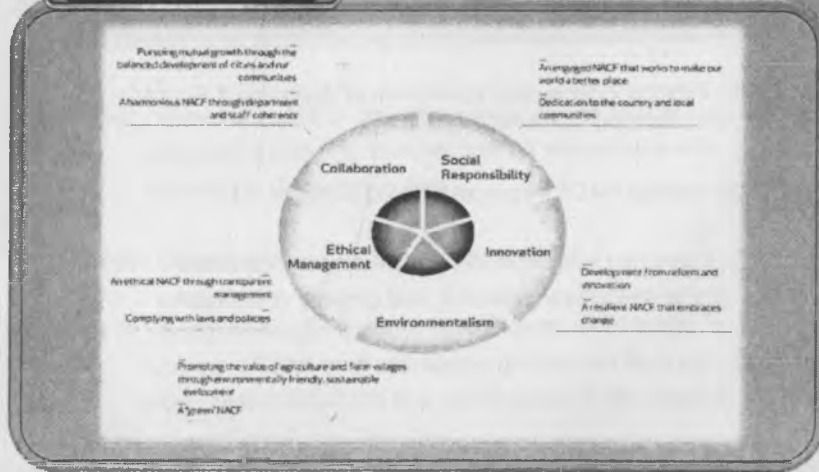 Pursuing mutual growth through the
balanced development of cities and rur
communities
A harmonious NACF through department
and staff coherence
An engaged NACF that works to make our
world a better place
Dedication to the country and local
communities
Collaboration
Social
Responsibility
Ethical
Management
Innovation
Environmentalism
An ethical NACF through transparent
management
Complying with laws and policies
Development from reform and
innovation
A resilient NACF that embraces
change
Promoting the value of agriculture and farm villages
through environmentally friendly, sustainable
evelopment
A "green" NACF